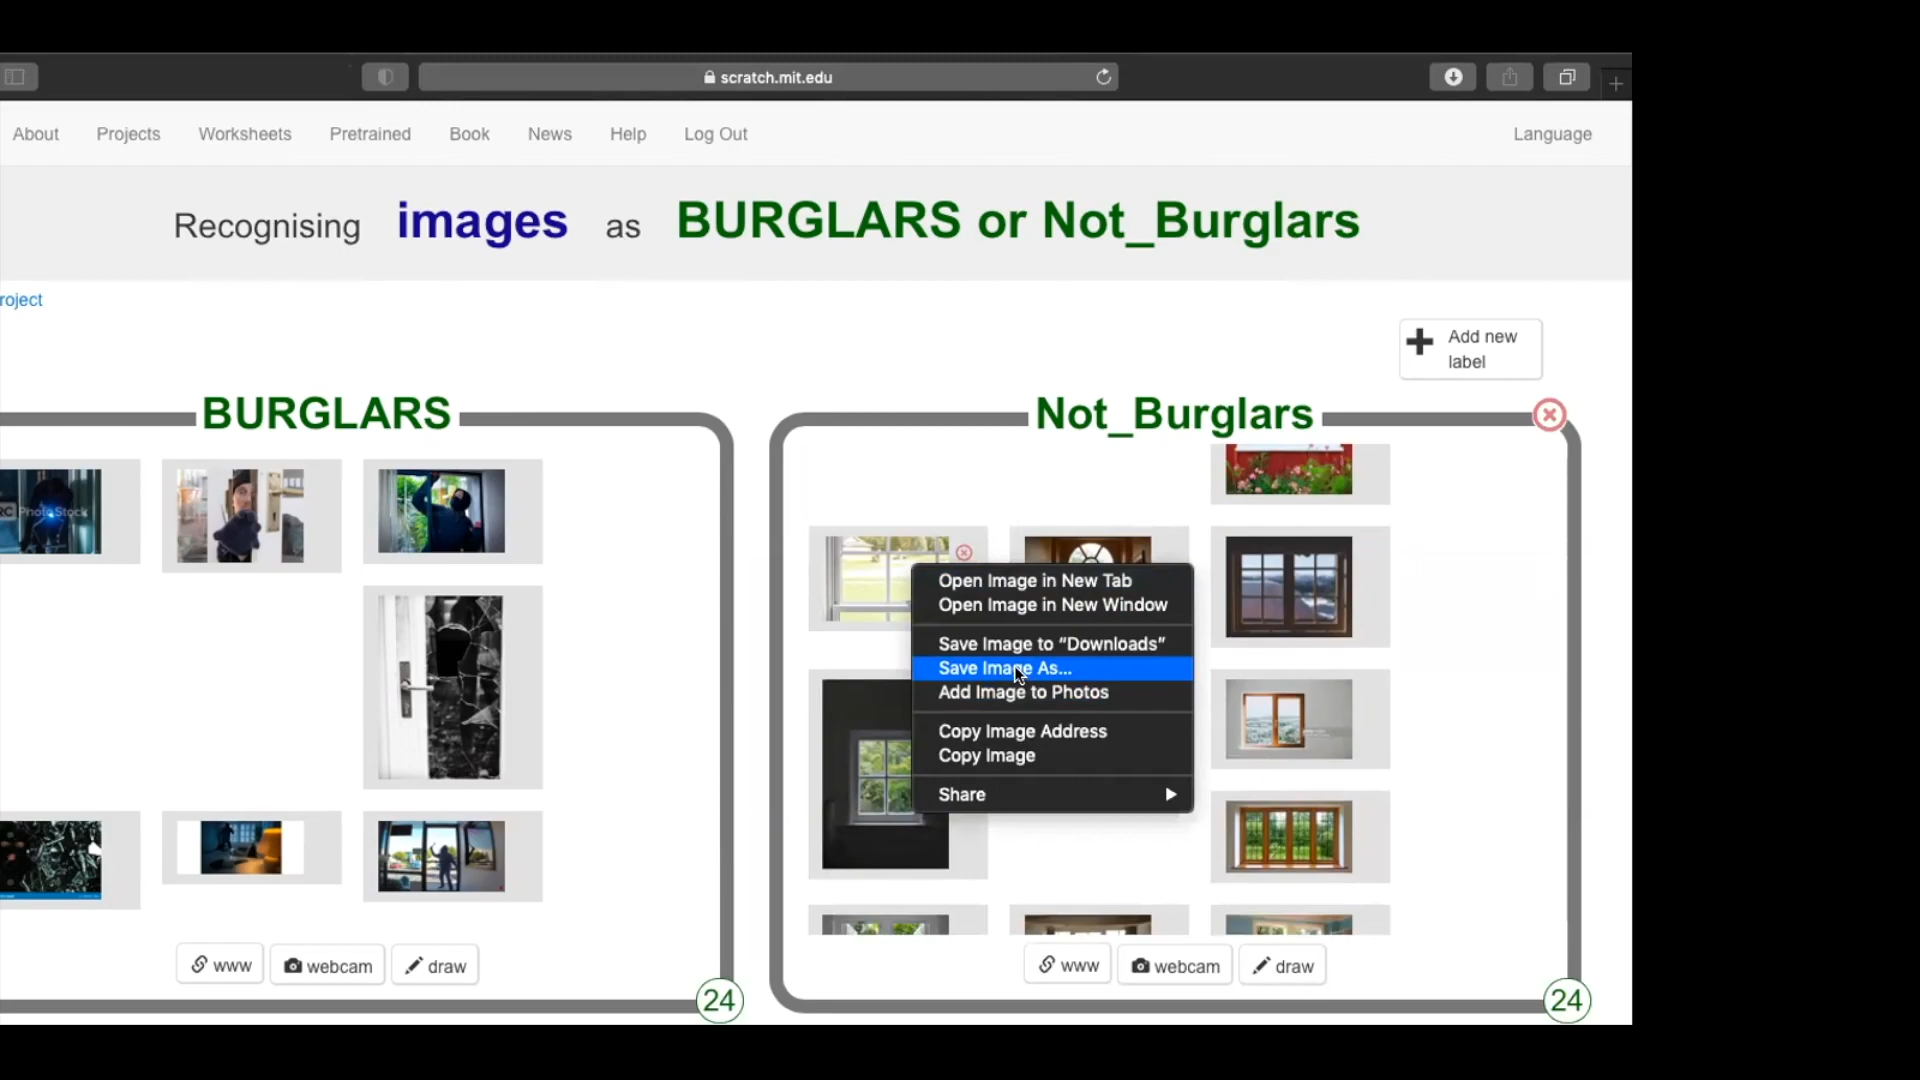 scratch.mit.edu
About Projects Worksheets Pretrained Book News Help Log Out Language
Recognising images as BURGLARS or Not_Burglars
roject
Add new
label
BURGLARS
Not_Burglars
RC PhotoStock
Open Image in New Tab
Open Image in New Window
Save Image to “Downloads”
Save Image As...
Add Image to Photos
Copy Image Address
Copy Image
Share
www webcam draw
www webcam draw
24
24